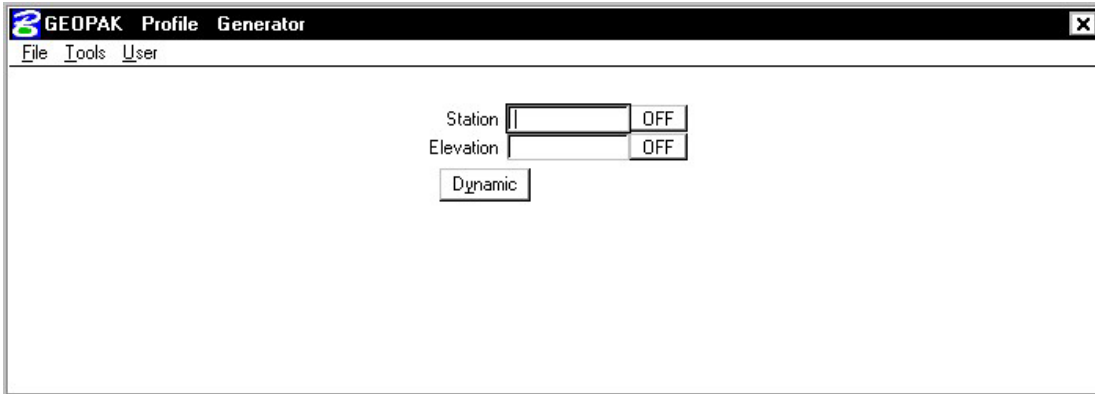 GEOPAK Profile Generator
File Tools User
Station OFF
Elevation OFF
Dynamic